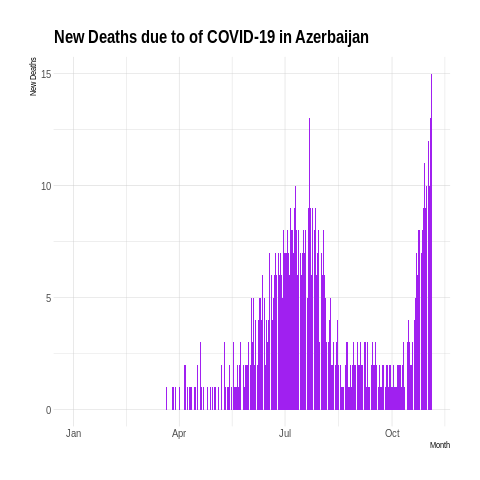 New Deaths due to of COVID-19 in Azerbaijan
New Deaths
15
10
5
0
Jan Apr Jul Oct
Month